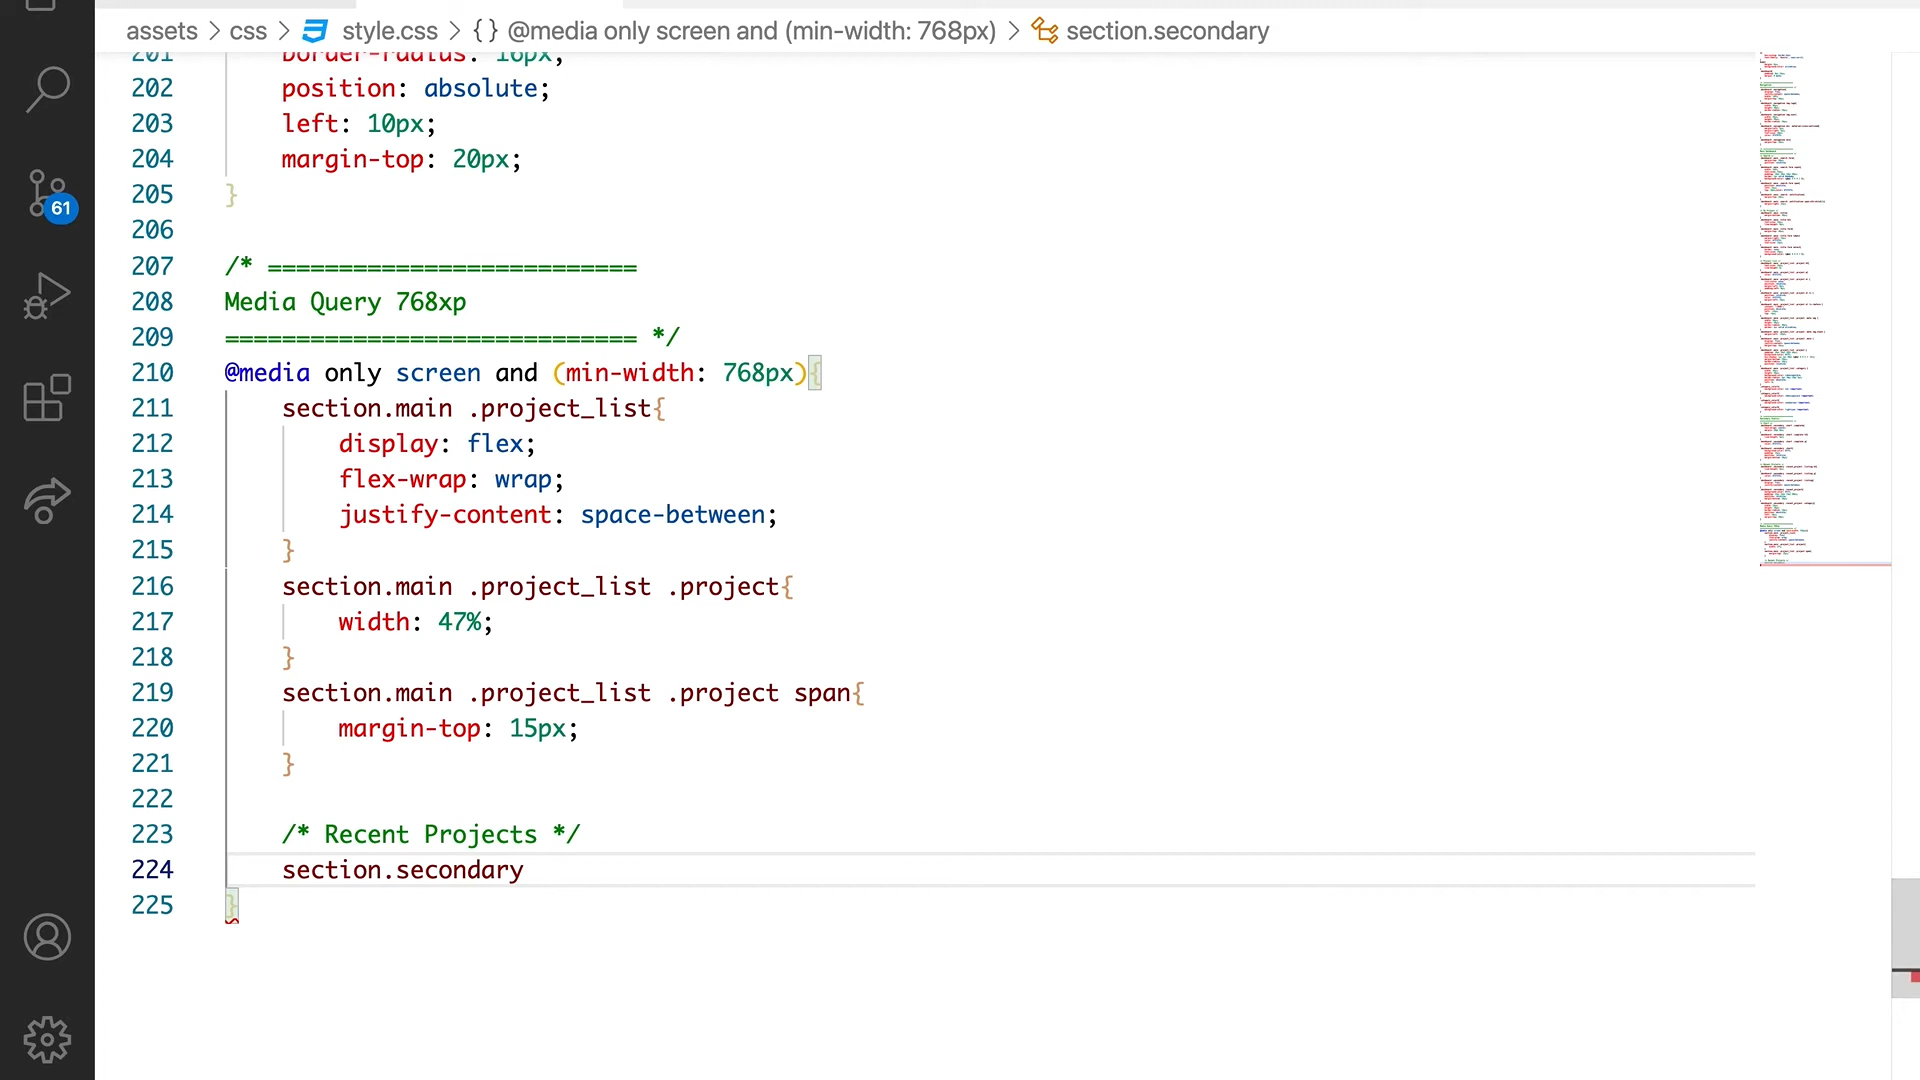 assets > css > style.css > {} @media only screen and (min-width: 768px) > section.secondary
201 border-radius: 16px;
202 position: absolute;
203 left: 10px;
204 margin-top: 20px;
205 }
206
207 /* ==========================
208 Media Query 768xp
209 ============================= */
210 @media only screen and (min-width: 768px){
211 section.main .project_list{
212 display: flex;
213 flex-wrap: wrap;
214 justify-content: space-between;
215 }
216 section.main .project_list .project{
217 width: 47%;
218 }
219 section.main .project_list .project span{
220 margin-top: 15px;
221 }
222
223 /* Recent Projects */
224 section.secondary
225 }
61